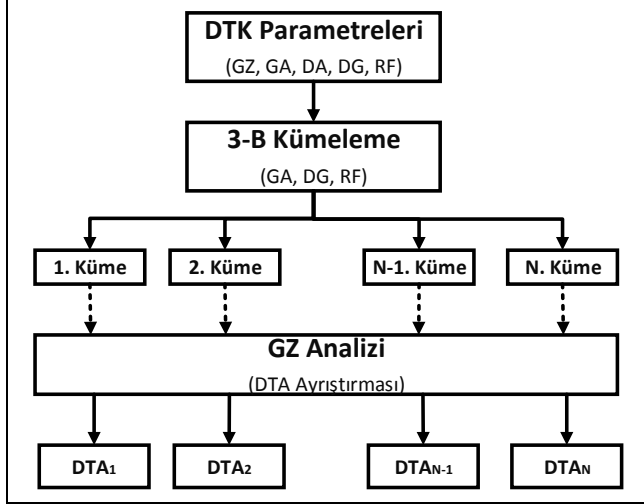 DTK Parametreleri
(GZ, GA, DA, DG, RF)
3-B Kümeleme
(GA, DG, RF)
1. Küme
2. Küme
N-1. Küme
N. Küme
GZ Analizi
(DTA Ayrıştırması)
DTA1
DTA2
DTAN-1
DTAN